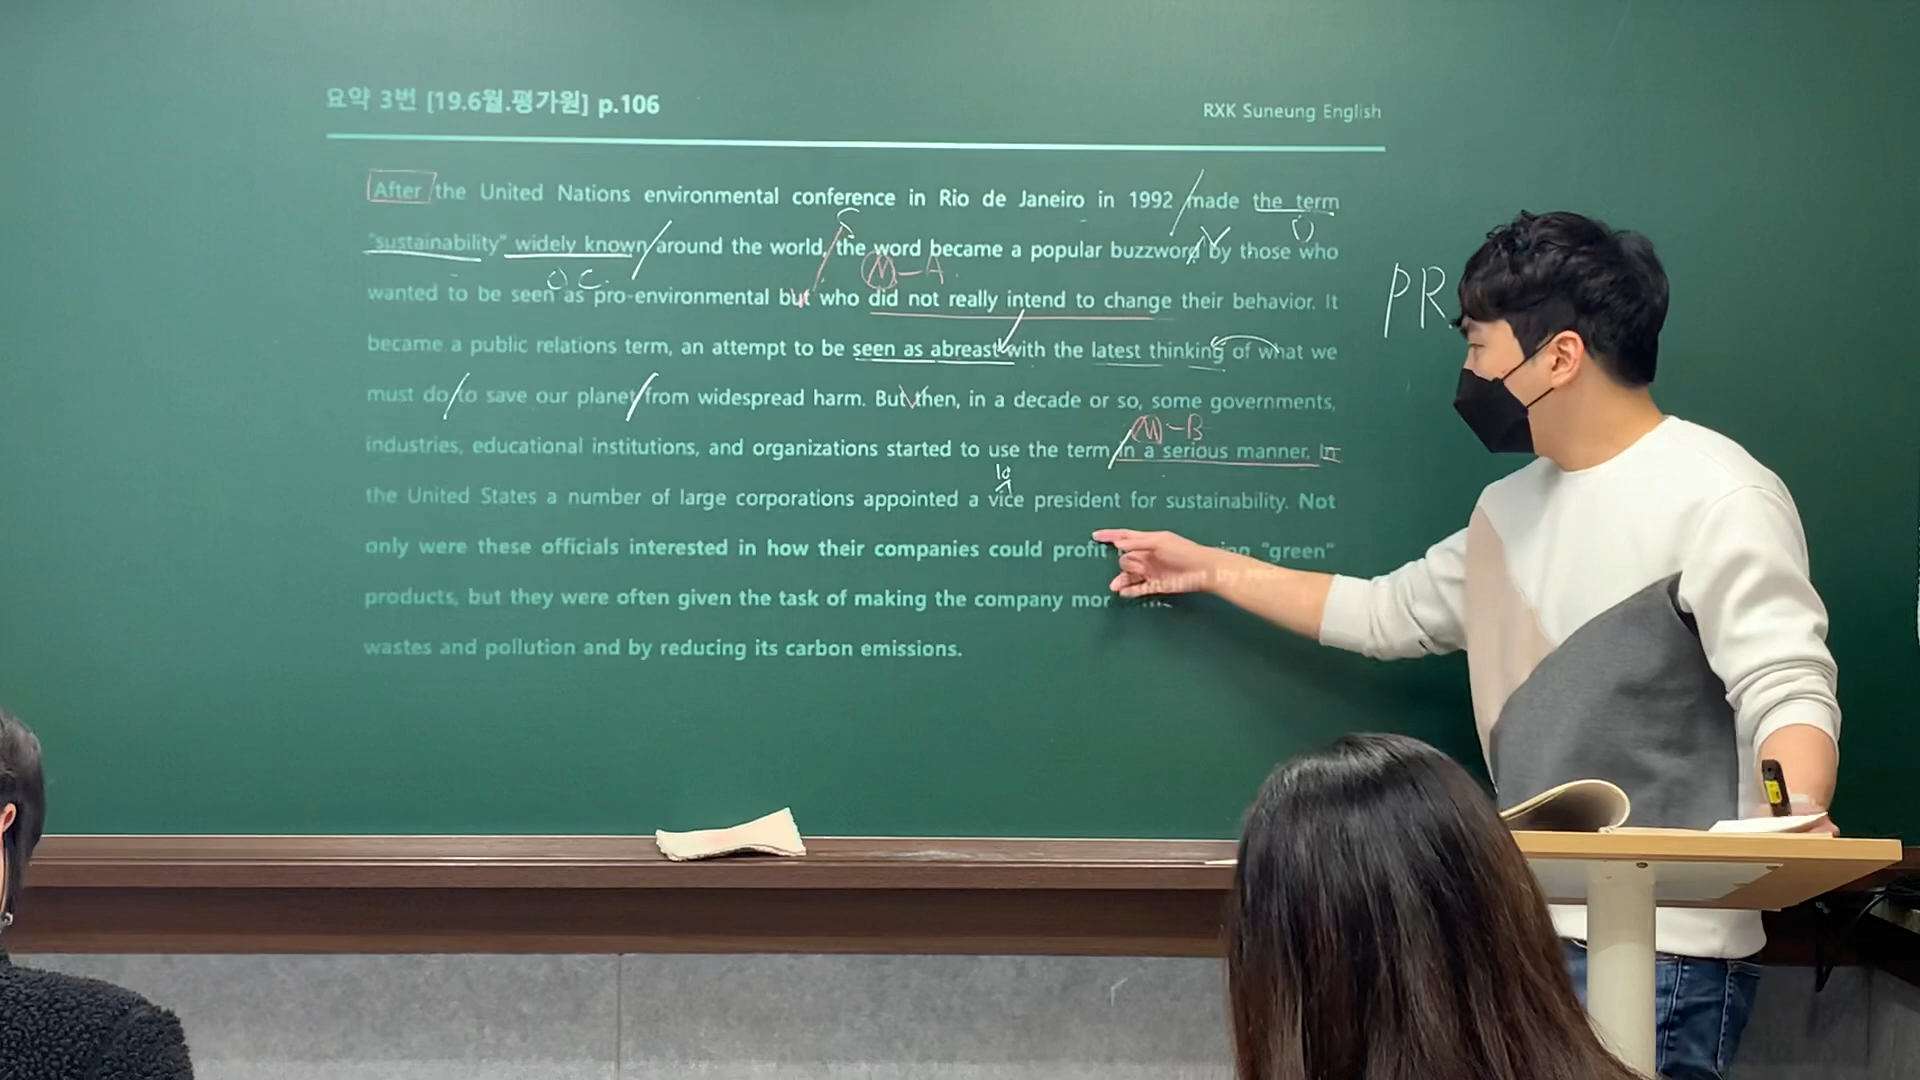 요약 3번 [19.6월.평가원] p.106
RXK Suneung English
After the United Nations environmental conference in Rio de Janeiro in 1992 made the term
"sustainability" widely known around the world, the word became a popular buzzword by those who
wanted to be seen as pro-environmental but who did not really intend to change their behavior. It
became a public relations term, an attempt to be seen as abreast with the latest thinking of what we
must do to save our planet from widespread harm. But then, in a decade or so, some governments,
industries, educational institutions, and organizations started to use the term in a serious manner. In
the United States a number of large corporations appointed a vice president for sustainability. Not
only were these officials interested in how their companies could profit "green"
products, but they were often given the task of making the company
wastes and pollution and by reducing its carbon emissions.
S
O
O.C.
M-A
M-B
PR